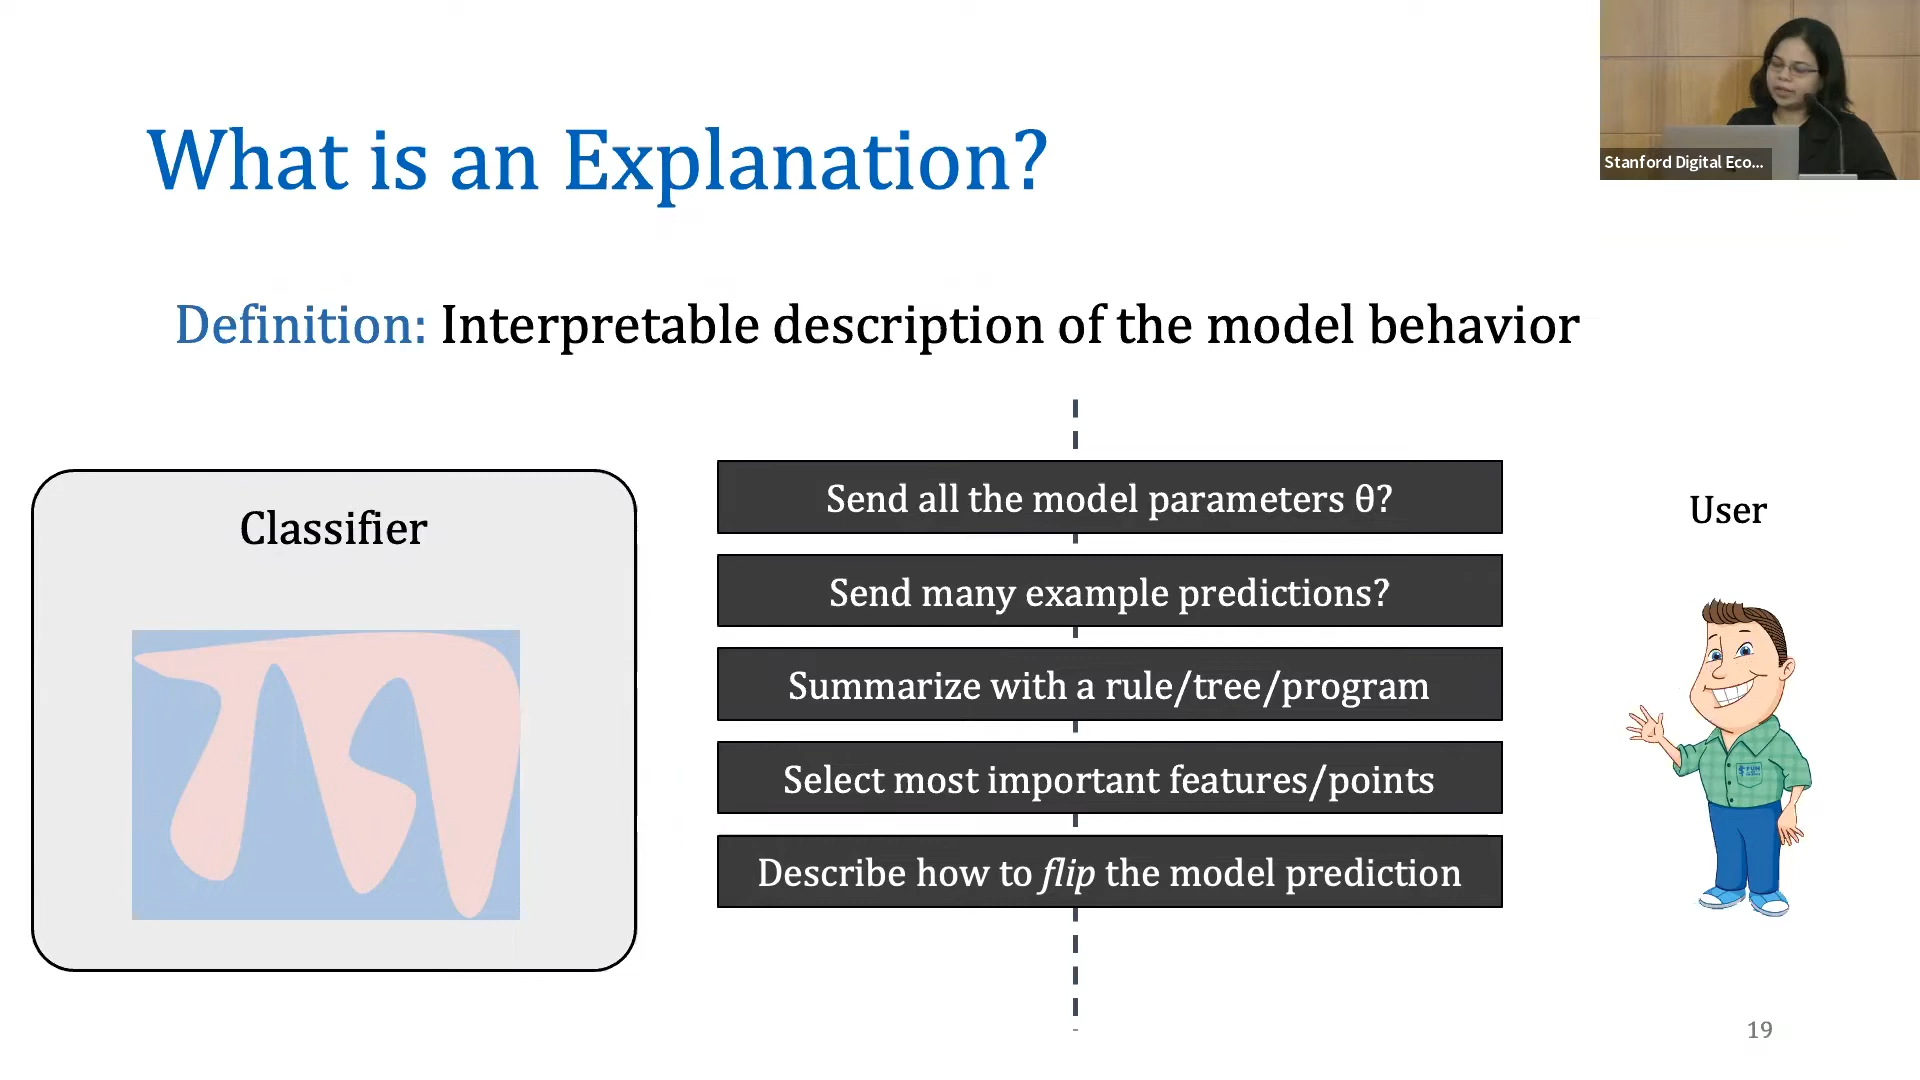 What is an Explanation?
Stanford Digital Eco...
Definition: Interpretable description of the model behavior
Classifier
Send all the model parameters θ?
Send many example predictions?
Summarize with a rule/tree/program
Select most important features/points
Describe how to flip the model prediction
User
FUN
19